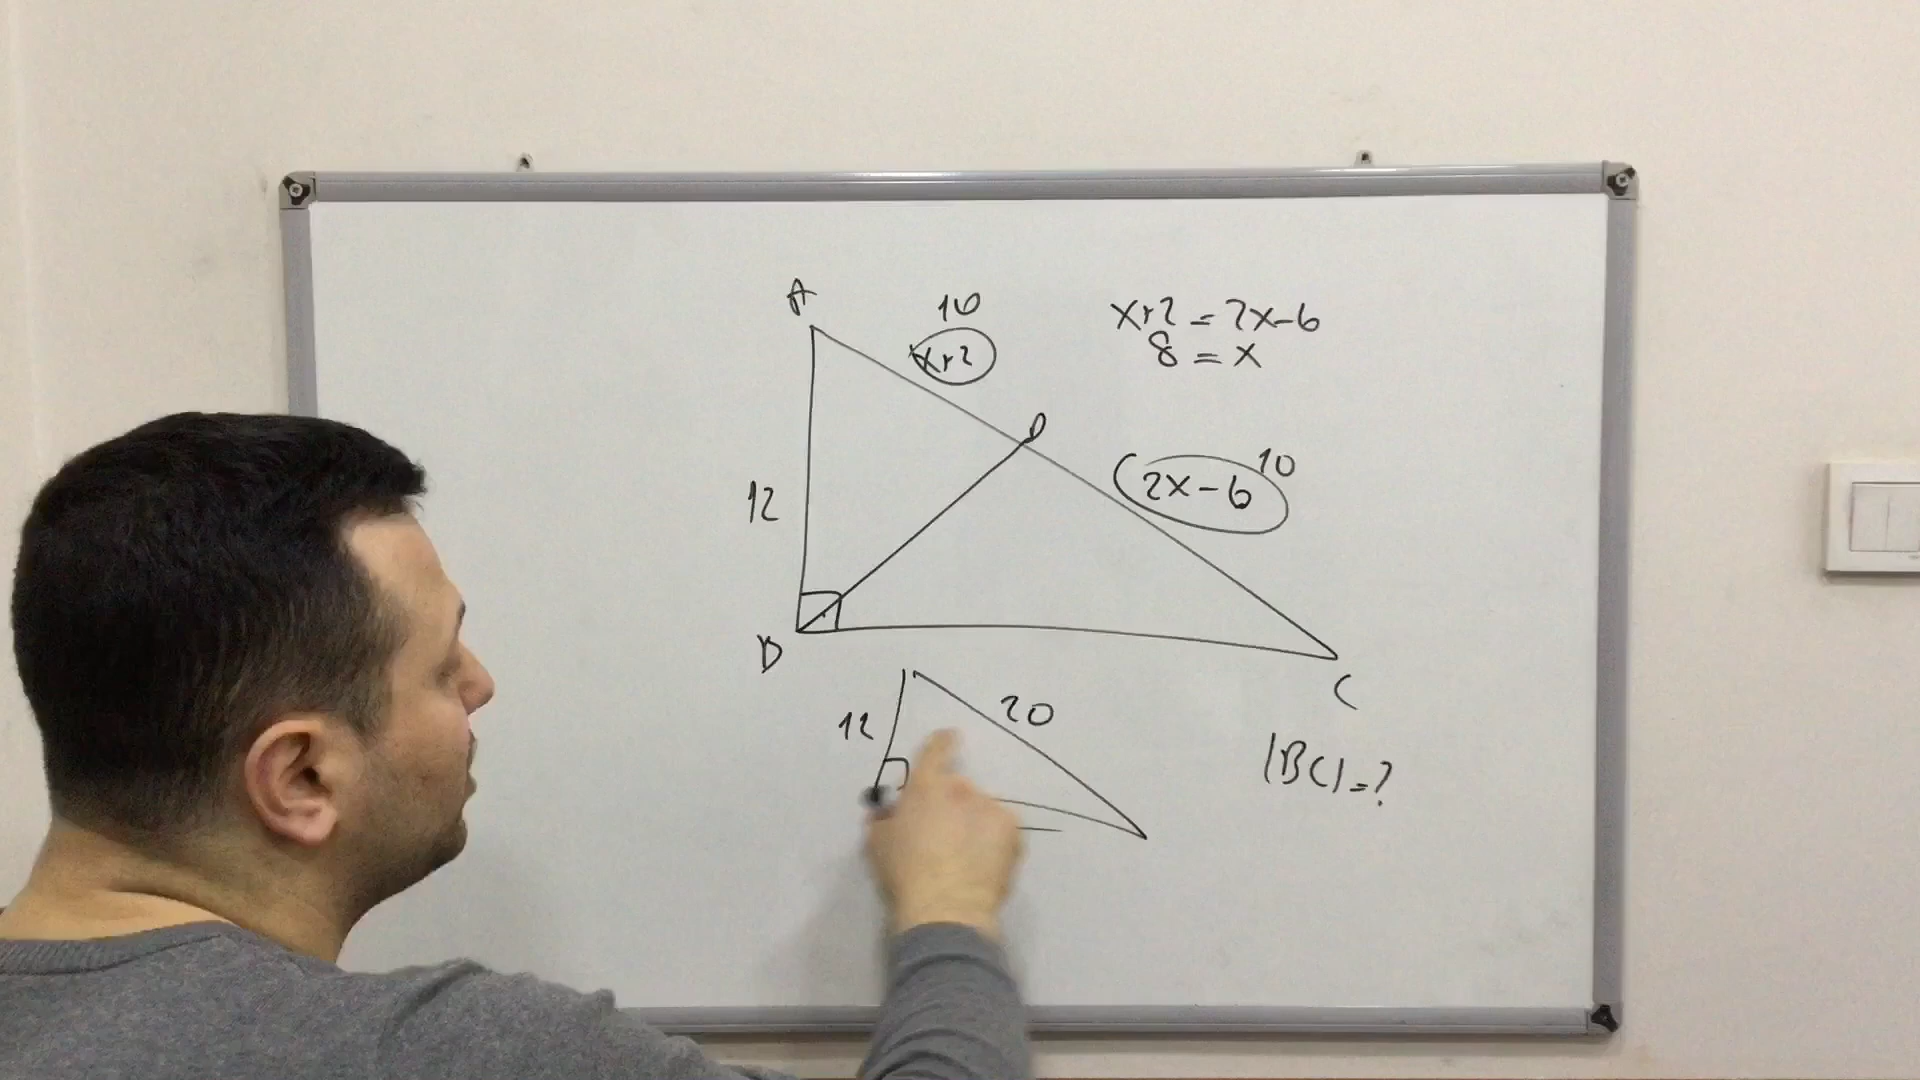 A
10
x+2
x+2 = 2x-6
8 = x
D
10
2x-6
12
B
C
12
20
|BC|=?